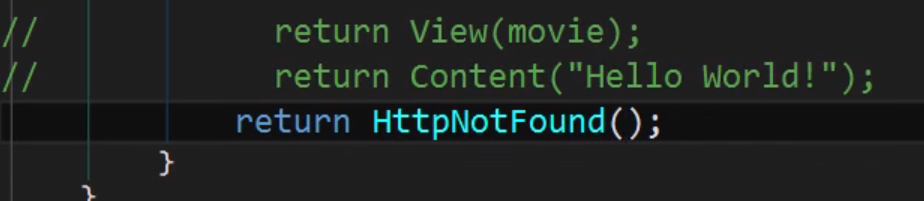 // return View(movie);
// return Content("Hello World!");
return HttpNotFound();
}
}